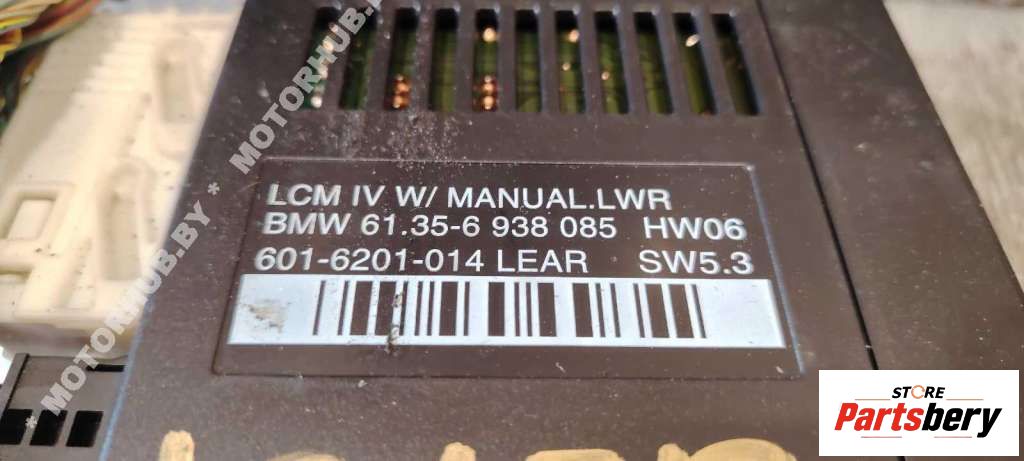 LCM IV W/ MANUAL.LWR
BMW 61.35-6 938 085 HW06
601-6201-014 LEAR SW5.3
* MOTORHUB.BY * MOTORHUB.BY
STORE
Partsbery